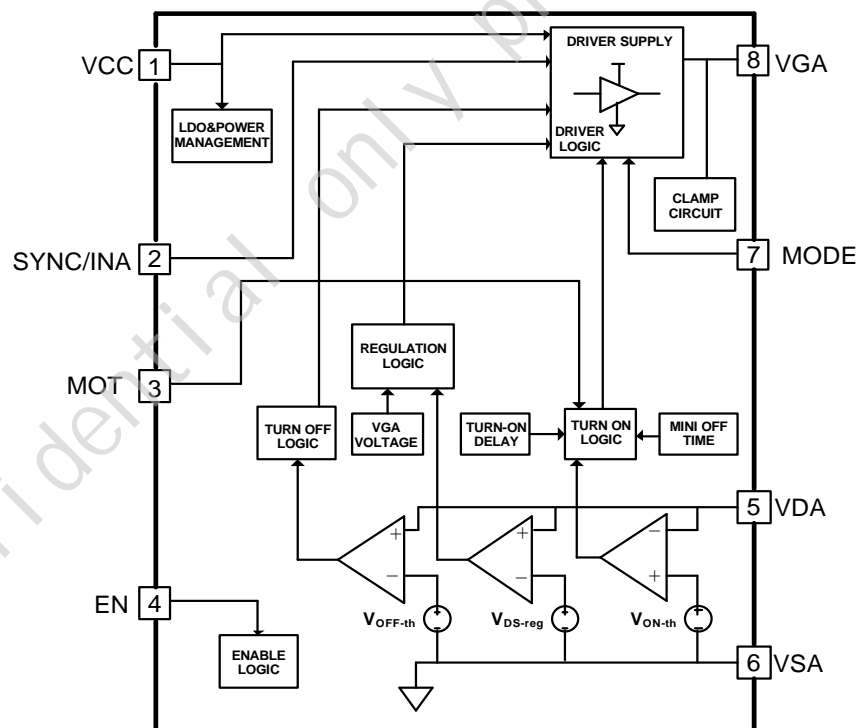 VCC
1
DRIVER SUPPLY
8
VGA
LDO&POWER
MANAGEMENT
DRIVER
LOGIC
CLAMP
CIRCUIT
SYNC/INA
2
7
MODE
REGULATION
LOGIC
MOT
3
TURN OFF
LOGIC
VGA
VOLTAGE
TURN-ON
DELAY
TURN ON
LOGIC
MINI OFF
TIME
5
VDA
+
+
−
−
−
+
EN
4
VOFF-th
VDS-reg
VON-th
ENABLE
LOGIC
6
VSA
only